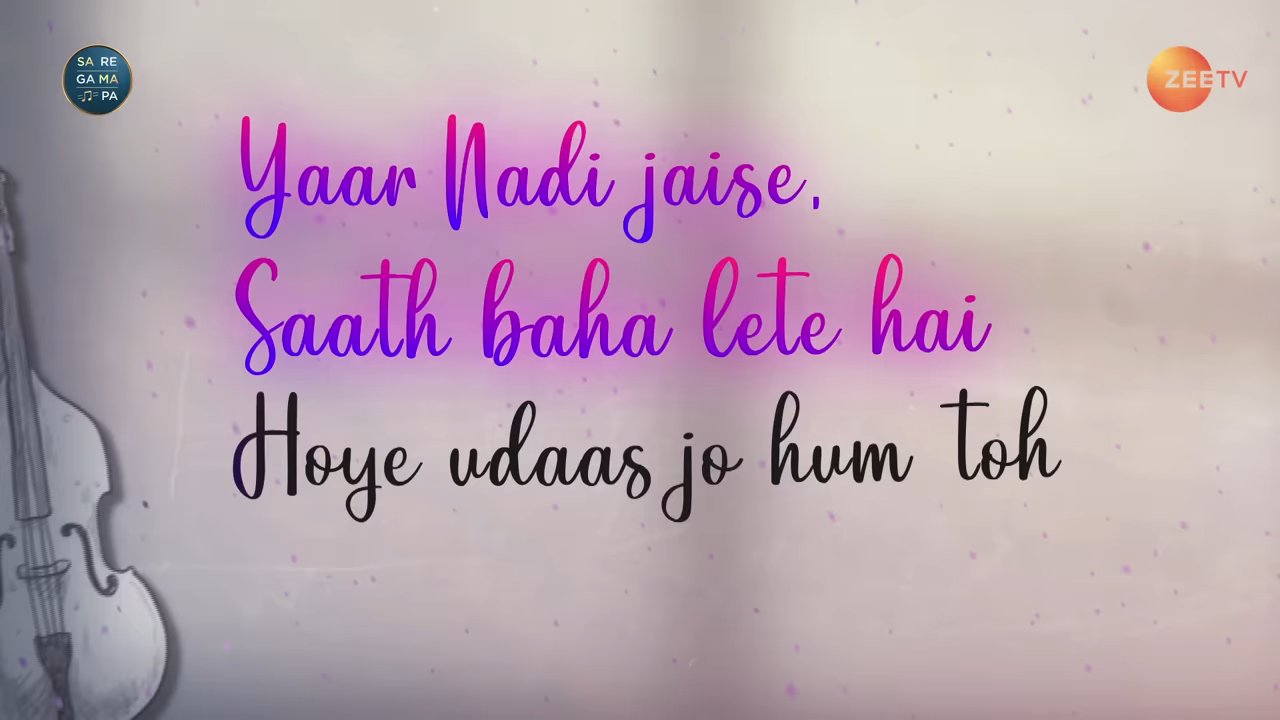 SA RE
GA MA
PA
ZEETV
Yaar Nadi jaise,
Saath baha lete hai
Hoye udaas jo hum toh